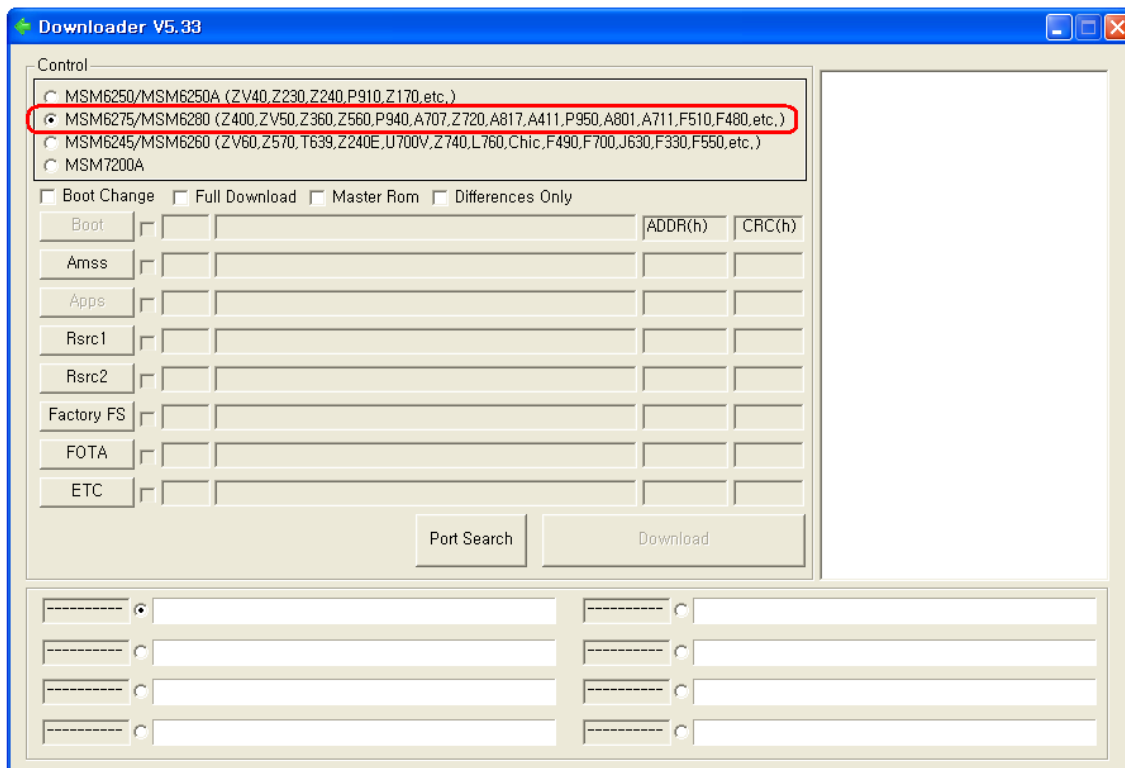 Downloader V5.33
Control
MSM6250/MSM6250A (ZV40,Z230,Z240,P910,Z170,etc,)
MSM6275/MSM6280 (Z400,ZV50,Z360,Z560,P940,A707,Z720,A817,A411,P950,A801,A711,F510,F480,etc,)
MSM6245/MSM6260 (ZV60,Z570,T639,Z240E,U700V,Z740,L760,Chic,F490,F700,J630,F330,F550,etc,)
MSM7200A
Boot Change Full Download Master Rom Differences Only
Boot ADDR(h) CRC(h)
Amss
Apps
Rsrc1
Rsrc2
Factory FS
FOTA
ETC
Port Search Download
---------- ----------
---------- ----------
---------- ----------
---------- ----------